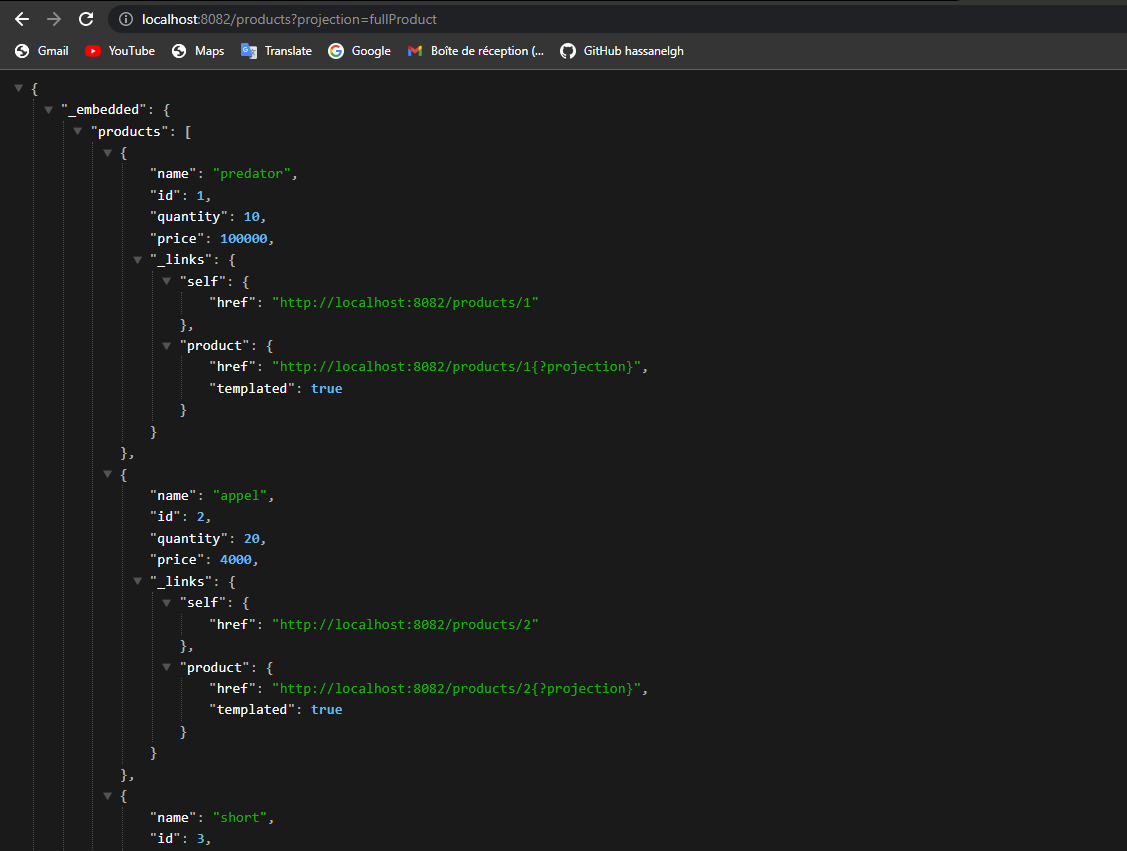 localhost:8082/products?projection=fullProduct
Gmail YouTube Maps Translate Google Boîte de réception (... GitHub hassanelgh
{
"_embedded": {
"products": [
{
"name": "predator",
"id": 1,
"quantity": 10,
"price": 100000,
"_links": {
"self": {
"href": "http://localhost:8082/products/1"
},
"product": {
"href": "http://localhost:8082/products/1{?projection}",
"templated": true
}
}
},
{
"name": "appel",
"id": 2,
"quantity": 20,
"price": 4000,
"_links": {
"self": {
"href": "http://localhost:8082/products/2"
},
"product": {
"href": "http://localhost:8082/products/2{?projection}",
"templated": true
}
}
},
{
"name": "short",
"id": 3,